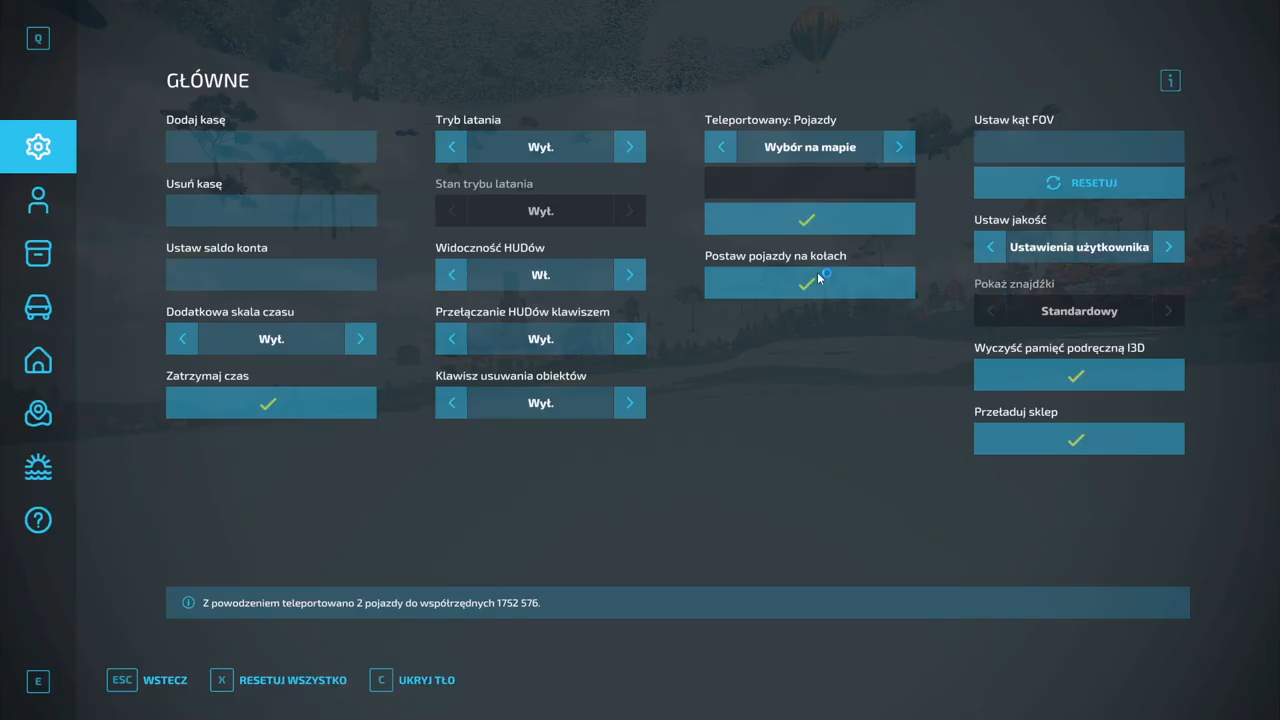 Q
GŁÓWNE
i
Dodaj kasę
Usuń kasę
Ustaw saldo konta
Dodatkowa skala czasu
Wył.
Zatrzymaj czas
Tryb latania
Wył.
Stan trybu latania
Wył.
Widoczność HUDów
Wł.
Przełączanie HUDów klawiszem
Wył.
Klawisz usuwania obiektów
Wył.
Teleportowany: Pojazdy
Wybór na mapie
Postaw pojazdy na kołach
Ustaw kąt FOV
RESETUJ
Ustaw jakość
Ustawienia użytkownika
Pokaż znajdźki
Standardowy
Wyczyść pamięć podręczną I3D
Przeładuj sklep
Z powodzeniem teleportowano 2 pojazdy do współrzędnych 1752 576.
E
ESC WSTECZ X RESETUJ WSZYSTKO C UKRYJ TŁO